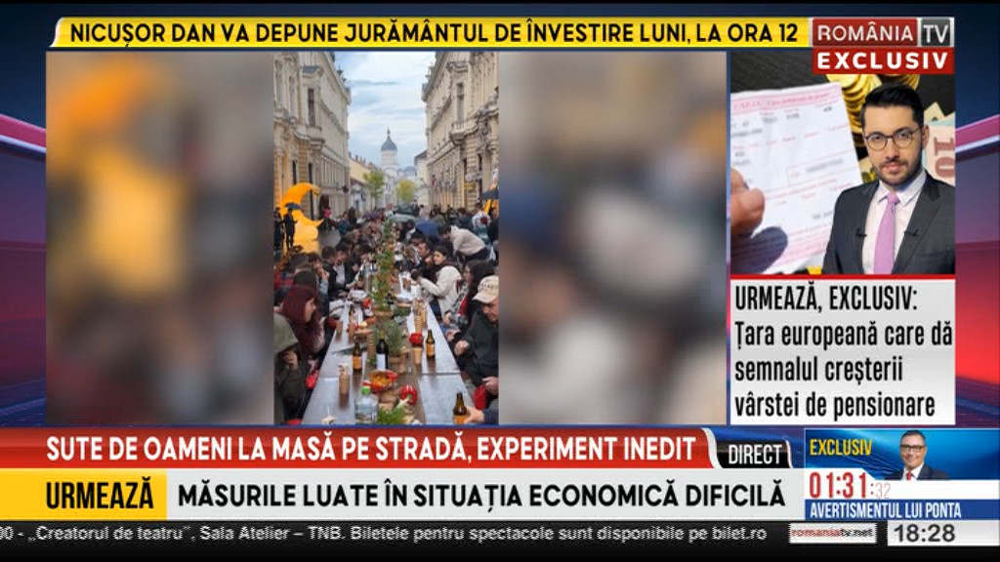 NICUȘOR DAN VA DEPUNE JURĂMÂNTUL DE ÎNVESTIRE LUNI, LA ORA 12
ROMÂNIA TV
EXCLUSIV
URMEAZĂ, EXCLUSIV:
Țara europeană care dă
semnalul creșterii
vârstei de pensionare
SUTE DE OAMENI LA MASĂ PE STRADĂ, EXPERIMENT INEDIT
DIRECT
URMEAZĂ
MĂSURILE LUATE ÎN SITUAȚIA ECONOMICĂ DIFICILĂ
EXCLUSIV
01:31:32
AVERTISMENTUL LUI PONTA
00 - „Creatorul de teatru”, Sala Atelier – TNB. Biletele pentru spectacole sunt disponibile pe bilet.ro
romaniatv.net
18:28